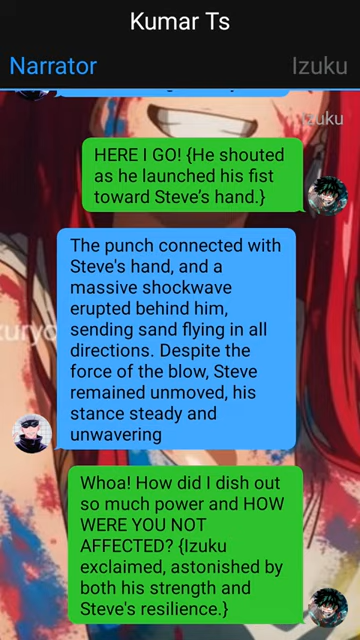 Kumar Ts
Narrator
Izuku
Izuku
HERE I GO! {He shouted
as he launched his fist
toward Steve’s hand.}
The punch connected with
Steve's hand, and a
massive shockwave
erupted behind him,
sending sand flying in all
directions. Despite the
force of the blow, Steve
remained unmoved, his
stance steady and
unwavering
Whoa! How did I dish out
so much power and HOW
WERE YOU NOT
AFFECTED? {Izuku
exclaimed, astonished by
both his strength and
Steve's resilience.}